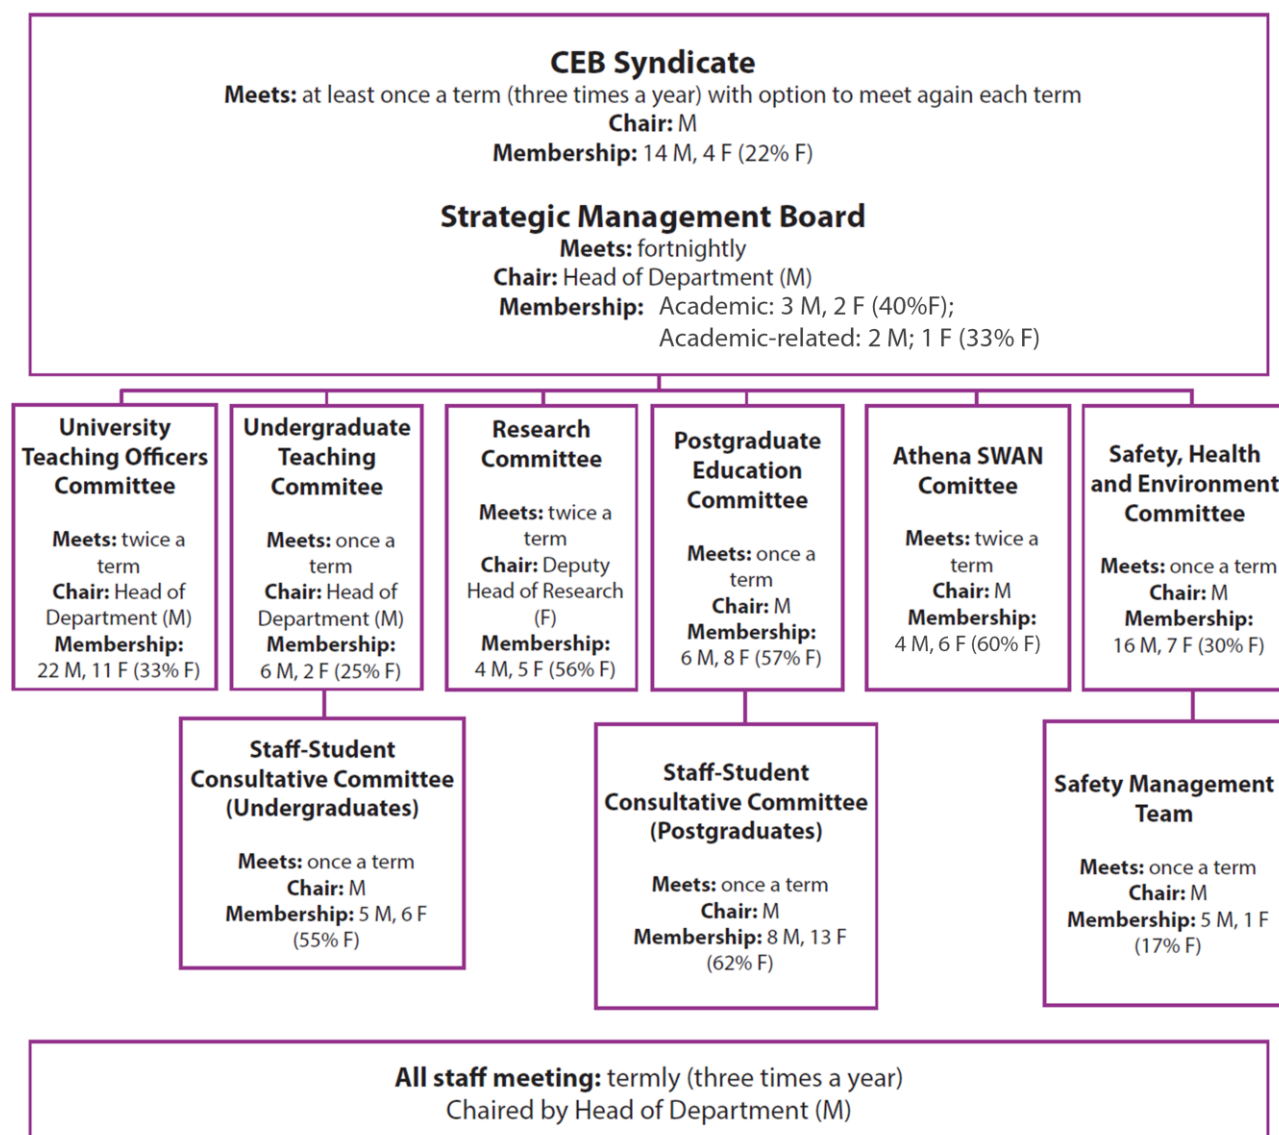 CEB Syndicate
Meets: at least once a term (three times a year) with option to meet again each term
Chair: M
Membership: 14 M, 4 F (22% F)
Strategic Management Board
Meets: fortnightly
Chair: Head of Department (M)
Membership: Academic: 3 M, 2 F (40%F);
Academic-related: 2 M; 1 F (33% F)
University
Teaching Officers
Committee
Meets: twice a
term
Chair: Head of
Department (M)
Membership:
22 M, 11 F (33% F)
Undergraduate
Teaching
Commitee
Meets: once a
term
Chair: Head of
Department (M)
Membership:
6 M, 2 F (25% F)
Research
Committee
Meets: twice a
term
Chair: Deputy
Head of Research
(F)
Membership:
4 M, 5 F (56% F)
Postgraduate
Education
Committee
Meets: once a
term
Chair: M
Membership:
6 M, 8 F (57% F)
Athena SWAN
Comittee
Meets: twice a
term
Chair: M
Membership:
4 M, 6 F (60% F)
Safety, Health
and Environment
Committee
Meets: once a term
Chair: M
Membership:
16 M, 7 F (30% F)
Staff-Student
Consultative Committee
(Undergraduates)
Meets: once a term
Chair: M
Membership: 5 M, 6 F
(55% F)
Staff-Student
Consultative Committee
(Postgraduates)
Meets: once a term
Chair: M
Membership: 8 M, 13 F
(62% F)
Safety Management
Team
Meets: once a term
Chair: M
Membership: 5 M, 1 F
(17% F)
All staff meeting: termly (three times a year)
Chaired by Head of Department (M)